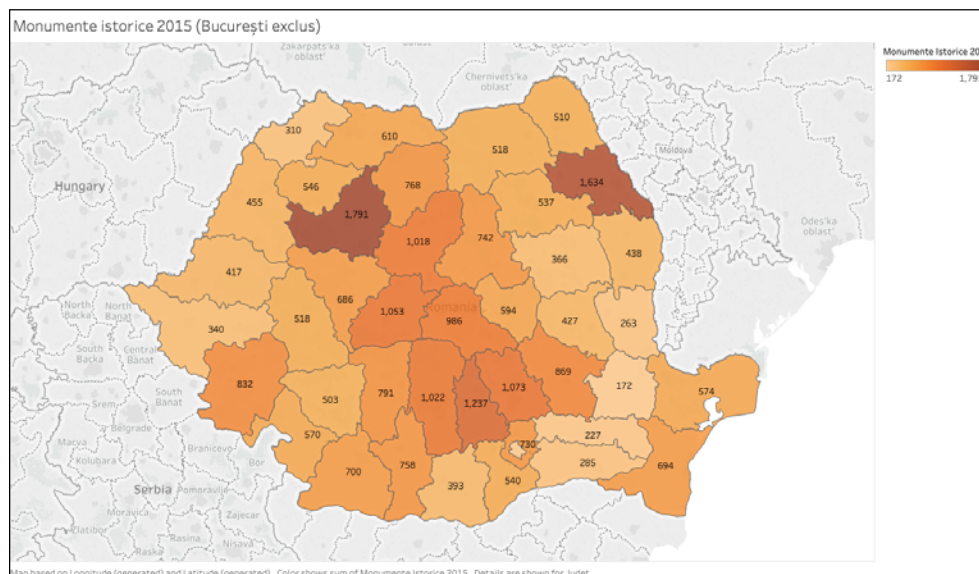 Monumente istorice 2015 (București exclus)
Monumente Istorice 20
172 1,79
Zakarpats'ka oblast'
Chernivets'ka oblast'
Moldova
Odes'ka oblast'
Hungary
Romania
North Backa
North Banat
South Backa
Central Banat
South Banat
Srem
Belgrade
Branicevo
Macva
Kolubara
Bor
Serbia
Pomoravlje
Moravica
Zajecar
Zlatibor
Rasina
Nisava
Raska
310
610
518
510
546
768
1,634
455
1,791
537
1,018
742
438
417
366
686
518
1,053
986
594
427
263
340
832
503
791
1,022
1,237
1,073
869
172
574
570
227
730
700
758
285
694
393
540
Map based on Longitude (generated) and Latitude (generated). Color shows sum of Monumente Istorice 2015. Details are shown for Judet.